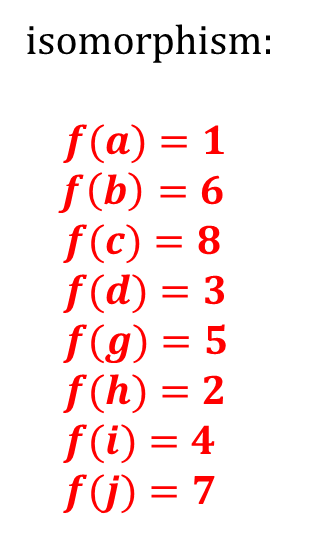 isomorphism:
f(a) = 1
f(b) = 6
f(c) = 8
f(d) = 3
f(g) = 5
f(h) = 2
f(i) = 4
f(j) = 7